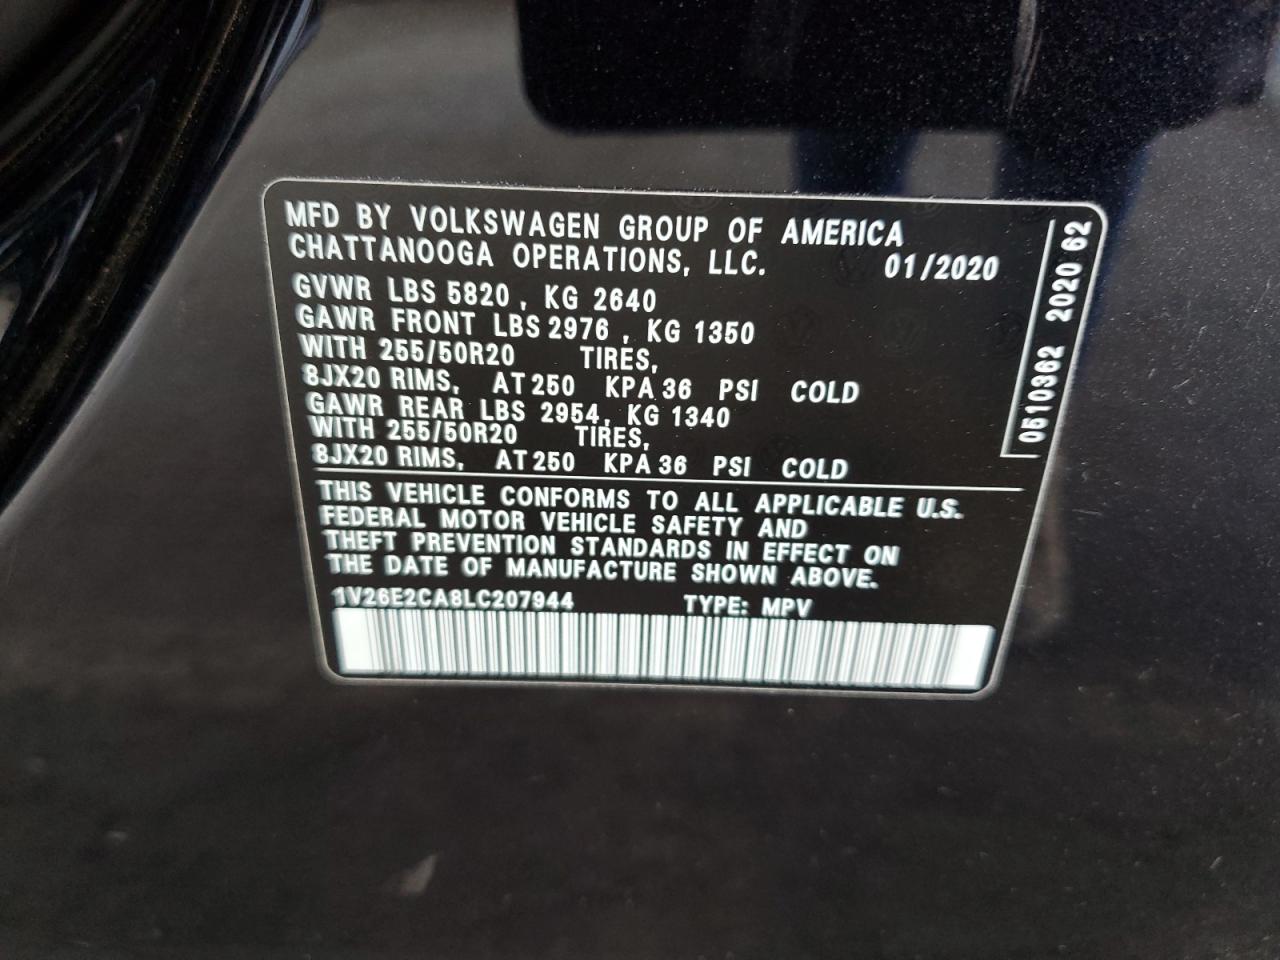 MFD BY VOLKSWAGEN GROUP OF AMERICA
CHATTANOOGA OPERATIONS, LLC. 01/2020
GVWR LBS 5820 , KG 2640
GAWR FRONT LBS 2976 , KG 1350
WITH 255/50R20 TIRES,
8JX20 RIMS, AT 250 KPA 36 PSI COLD
GAWR REAR LBS 2954, KG 1340
WITH 255/50R20 TIRES,
8JX20 RIMS, AT 250 KPA 36 PSI COLD
THIS VEHICLE CONFORMS TO ALL APPLICABLE U.S.
FEDERAL MOTOR VEHICLE SAFETY AND
THEFT PREVENTION STANDARDS IN EFFECT ON
THE DATE OF MANUFACTURE SHOWN ABOVE.
1V26E2CA8LC207944 TYPE: MPV
0510362 2020 62